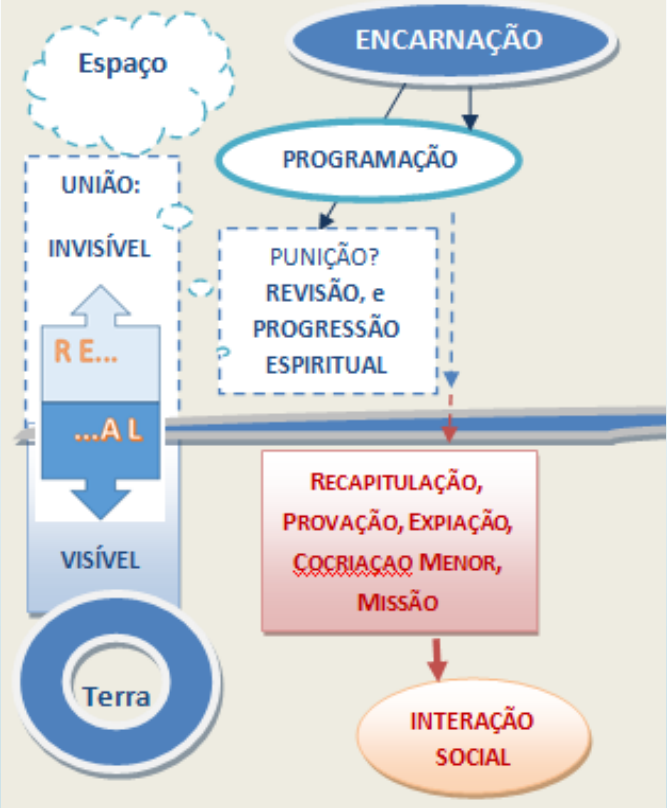 Espaço
ENCARNAÇÃO
PROGRAMAÇÃO
UNIÃO:
INVISÍVEL
R E...
...A L
VISÍVEL
Terra
PUNIÇÃO?
REVISÃO, e
PROGRESSÃO
ESPIRITUAL
RECAPITULAÇÃO,
PROVAÇÃO, EXPIAÇÃO,
COCRIAÇAO MENOR,
MISSÃO
INTERAÇÃO
SOCIAL